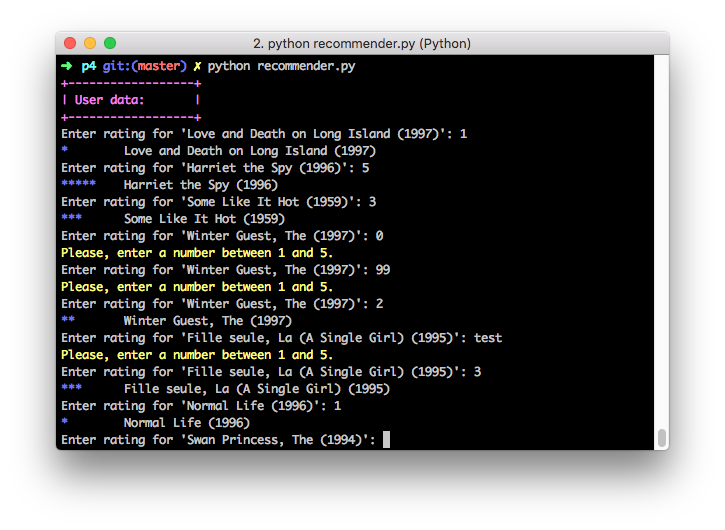 2. python recommender.py (Python)
➜ p4 git:(master) ✗ python recommender.py
+------------------+
| User data:       |
+------------------+
Enter rating for 'Love and Death on Long Island (1997)': 1
*       Love and Death on Long Island (1997)
Enter rating for 'Harriet the Spy (1996)': 5
*****   Harriet the Spy (1996)
Enter rating for 'Some Like It Hot (1959)': 3
***     Some Like It Hot (1959)
Enter rating for 'Winter Guest, The (1997)': 0
Please, enter a number between 1 and 5.
Enter rating for 'Winter Guest, The (1997)': 99
Please, enter a number between 1 and 5.
Enter rating for 'Winter Guest, The (1997)': 2
**      Winter Guest, The (1997)
Enter rating for 'Fille seule, La (A Single Girl) (1995)': test
Please, enter a number between 1 and 5.
Enter rating for 'Fille seule, La (A Single Girl) (1995)': 3
***     Fille seule, La (A Single Girl) (1995)
Enter rating for 'Normal Life (1996)': 1
*       Normal Life (1996)
Enter rating for 'Swan Princess, The (1994)':